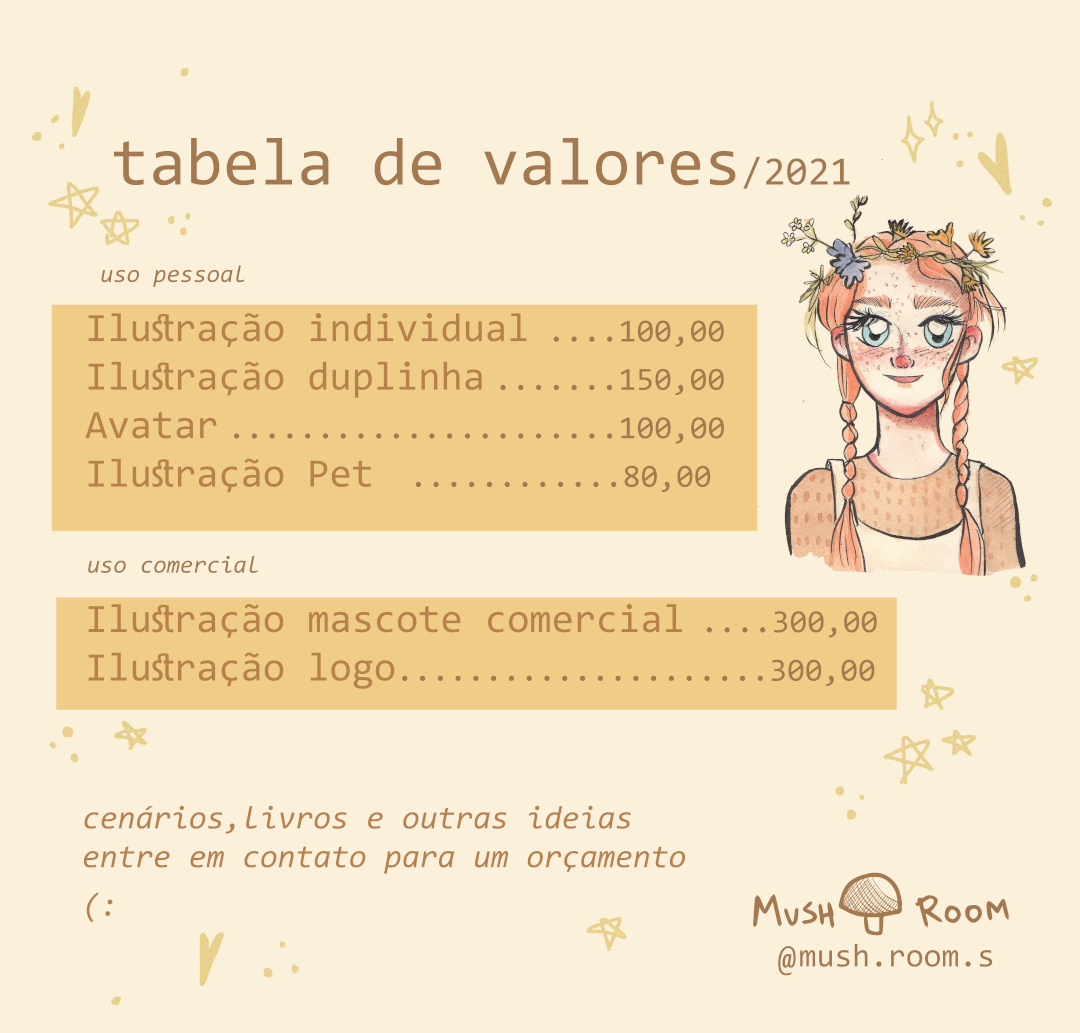 tabela de valores/2021
uso pessoal
Ilustração individual ....100,00
Ilustração duplinha .......150,00
Avatar ......................100,00
Ilustração Pet ............80,00
uso comercial
Ilustração mascote comercial ....300,00
Ilustração logo.....................300,00
cenários,livros e outras ideias
entre em contato para um orçamento
(:
MUSH ROOM
@mush.room.s